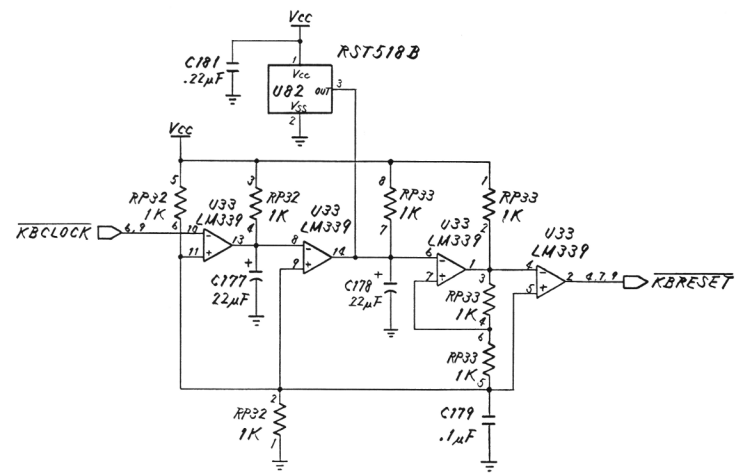 Vcc
RST518B
C181
.22µF
1
Vcc
U82
OUT
3
VSS
2
Vcc
5
RP32
1K
6
3
RP32
1K
4
8
RP33
1K
7
1
RP33
1K
2
KBCLOCK
6,9
10
11
U33
LM339
13
8
9
U33
LM339
14
6
7
U33
LM339
1
4
5
U33
LM339
2
4,7,9
KBRESET
+
C177
22µF
+
C178
22µF
3
RP33
1K
4
6
RP33
1K
5
2
RP32
1K
1
C179
.1µF